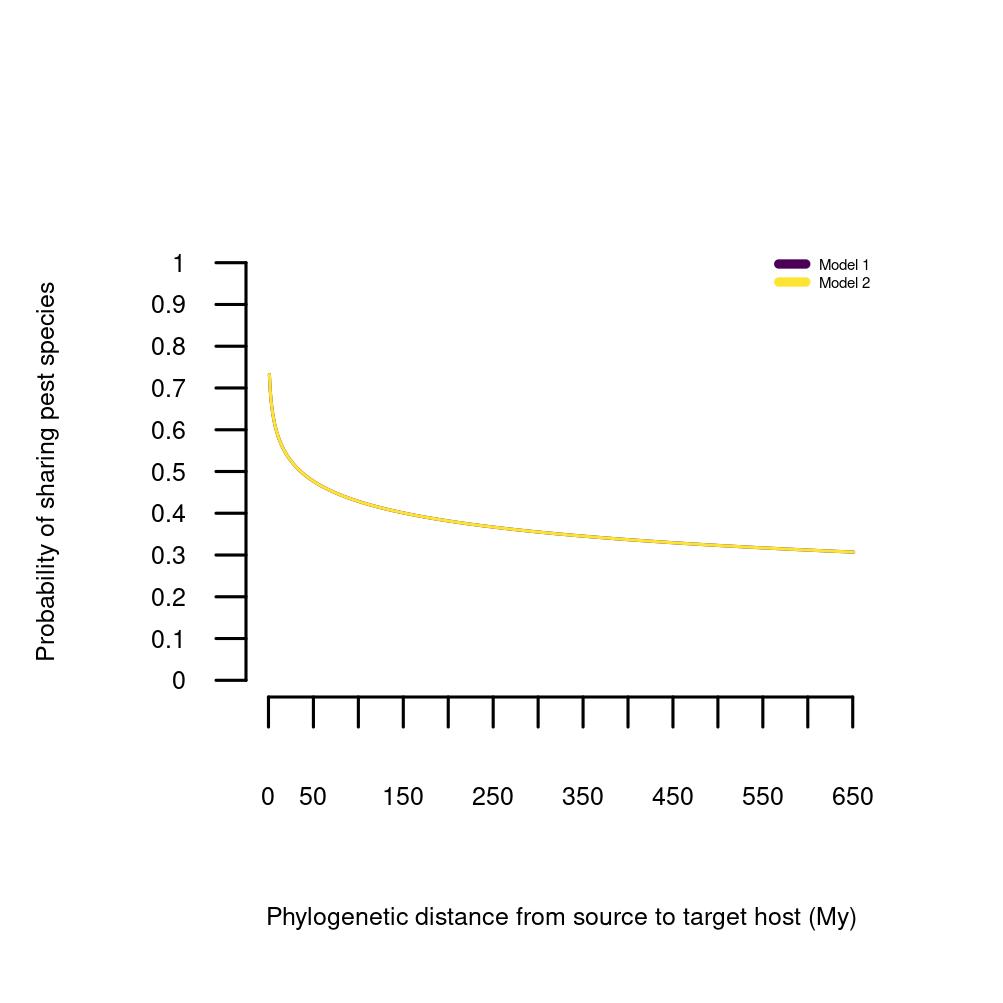 Model 1
Model 2
Probability of sharing pest species
1
0.9
0.8
0.7
0.6
0.5
0.4
0.3
0.2
0.1
0
0 50 150 250 350 450 550 650
Phylogenetic distance from source to target host (My)